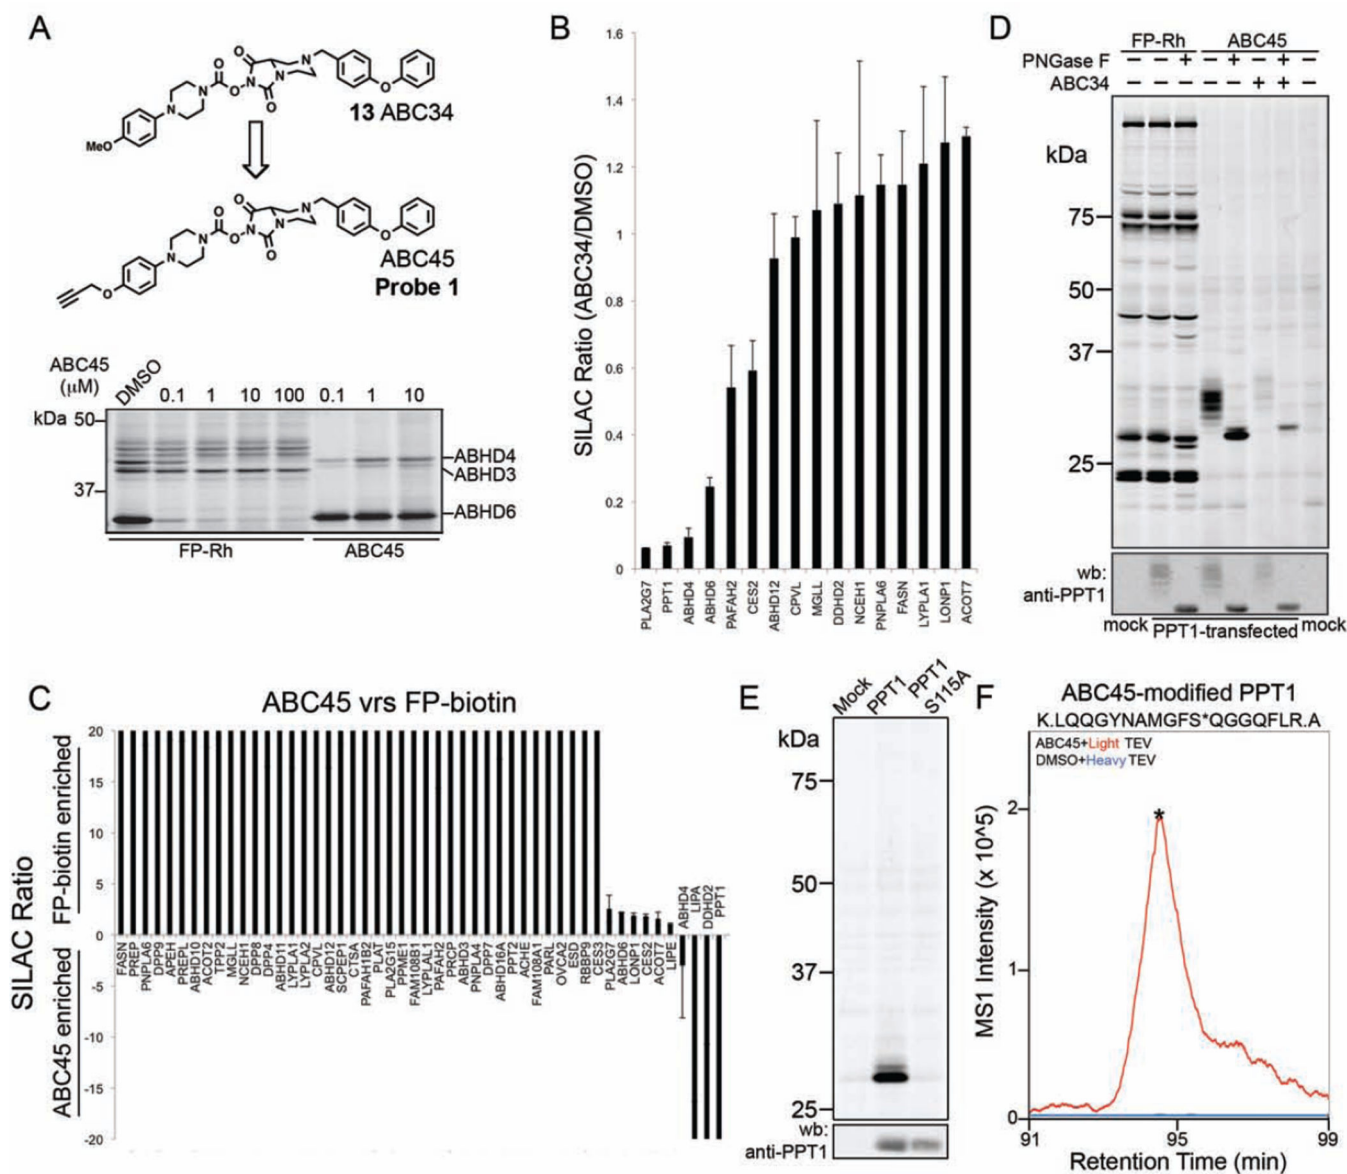 A
O
N
O
O
N
N
O
N
O
N
O
MeO
13 ABC34
O
N
O
O
N
N
O
N
O
N
O
O
ABC45
Probe 1
ABC45
(μM)
DMSO
0.1 1 10 100 0.1 1 10
kDa 50
37
ABHD4
ABHD3
ABHD6
FP-Rh ABC45
B
SILAC Ratio (ABC34/DMSO)
1.6
1.4
1.2
1
0.8
0.6
0.4
0.2
0
PLA2G7
PPT1
ABHD4
ABHD6
PAFAH2
CES2
ABHD12
CPVL
MGLL
DDHD2
NCEH1
PNPLA6
FASN
LYPLA1
LONP1
ACOT7
D
FP-Rh ABC45
PNGase F − − + − + − + −
ABC34 − − − − − + + −
kDa
75
50
37
25
wb:
anti-PPT1
mock PPT1-transfected mock
C
ABC45 vrs FP-biotin
SILAC Ratio
FP-biotin enriched
ABC45 enriched
20
15
10
5
0
-5
-10
-15
-20
FASN
PREP
PNPLA6
DPP9
APEH
PREPL
ABHD10
ACOT2
TPP2
MGLL
NCEH1
DPP8
DPP4
ABHD11
LYPLA1
LYPLA2
CPVL
ABHD12
SCPEP1
CTSA
PAFAH1B2
PLAT
PLA2G15
PPME1
FAM108B1
LYPLAL1
PAFAH2
PRCP
ABHD3
PNPLA4
DPP7
ABHD16A
PPT2
ACHE
FAM108A1
PARL
OVCA2
ESD
RBBP9
CES3
PLA2G7
ABHD6
LONP1
CES2
ACOT7
LIPE
ABHD4
LIPA
DDHD2
PPT1
E
Mock
PPT1
PPT1
S115A
kDa
75
50
37
25
wb:
anti-PPT1
F
ABC45-modified PPT1
K.LQQGYNAMGFS*QGGQFLR.A
ABC45+Light TEV
DMSO+Heavy TEV
*
MS1 Intensity (x 10^5)
2
1
0
91 95 99
Retention Time (min)